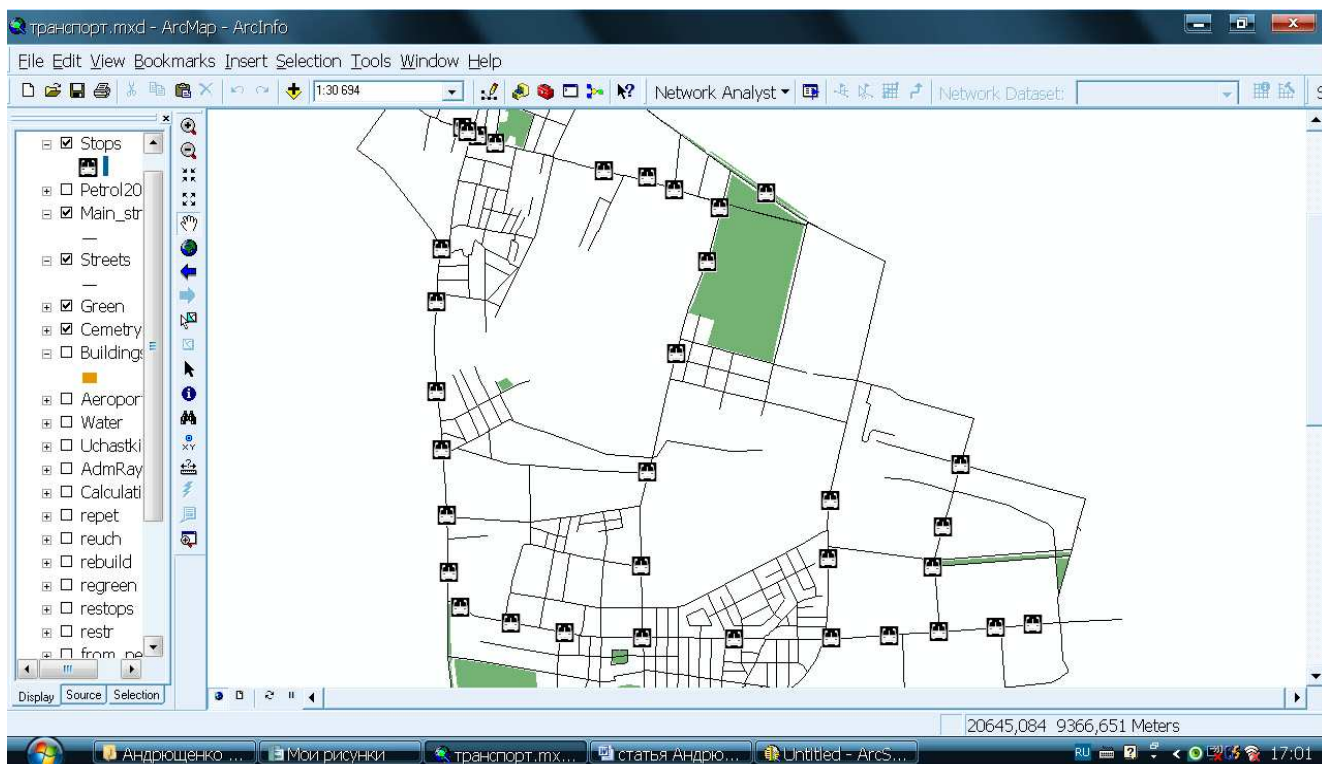 транспорт.mxd - ArcMap - ArcInfo
File Edit View Bookmarks Insert Selection Tools Window Help
1:30 694 Network Analyst Network Dataset:
Stops
Petrol20
Main_str
Streets
Green
Cemetry
Buildings
Aeropor
Water
Uchastki
AdmRay
Calculati
repet
reuch
rebuild
regreen
restops
restr
from_pe
Display Source Selection
20645,084 9366,651 Meters
Андрющенко ... Мои рисунки транспорт.mx... статья Андрю... Untitled - ArcS... RU 17:01